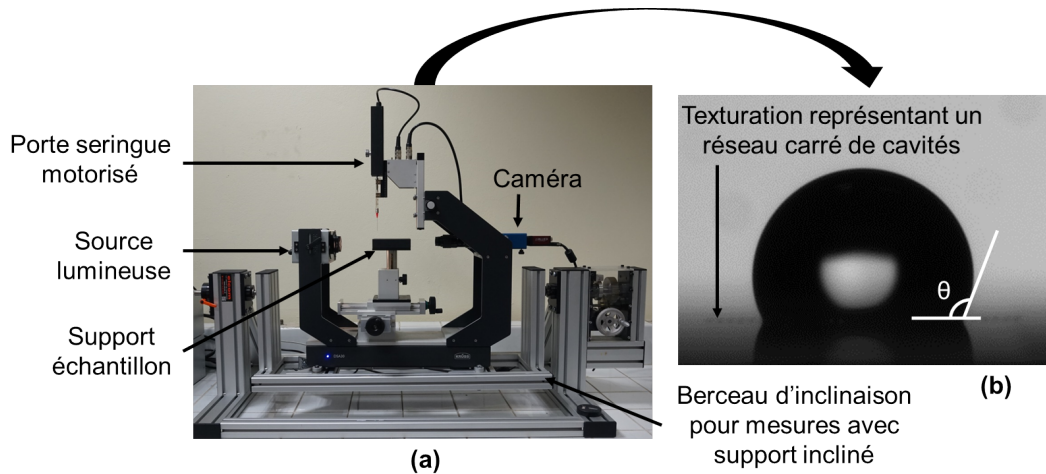 Porte seringue
motorisé
Source
lumineuse
Support
échantillon
Caméra
(a)
Texturation représentant un
réseau carré de cavités
θ
(b)
Berceau d’inclinaison
pour mesures avec
support incliné